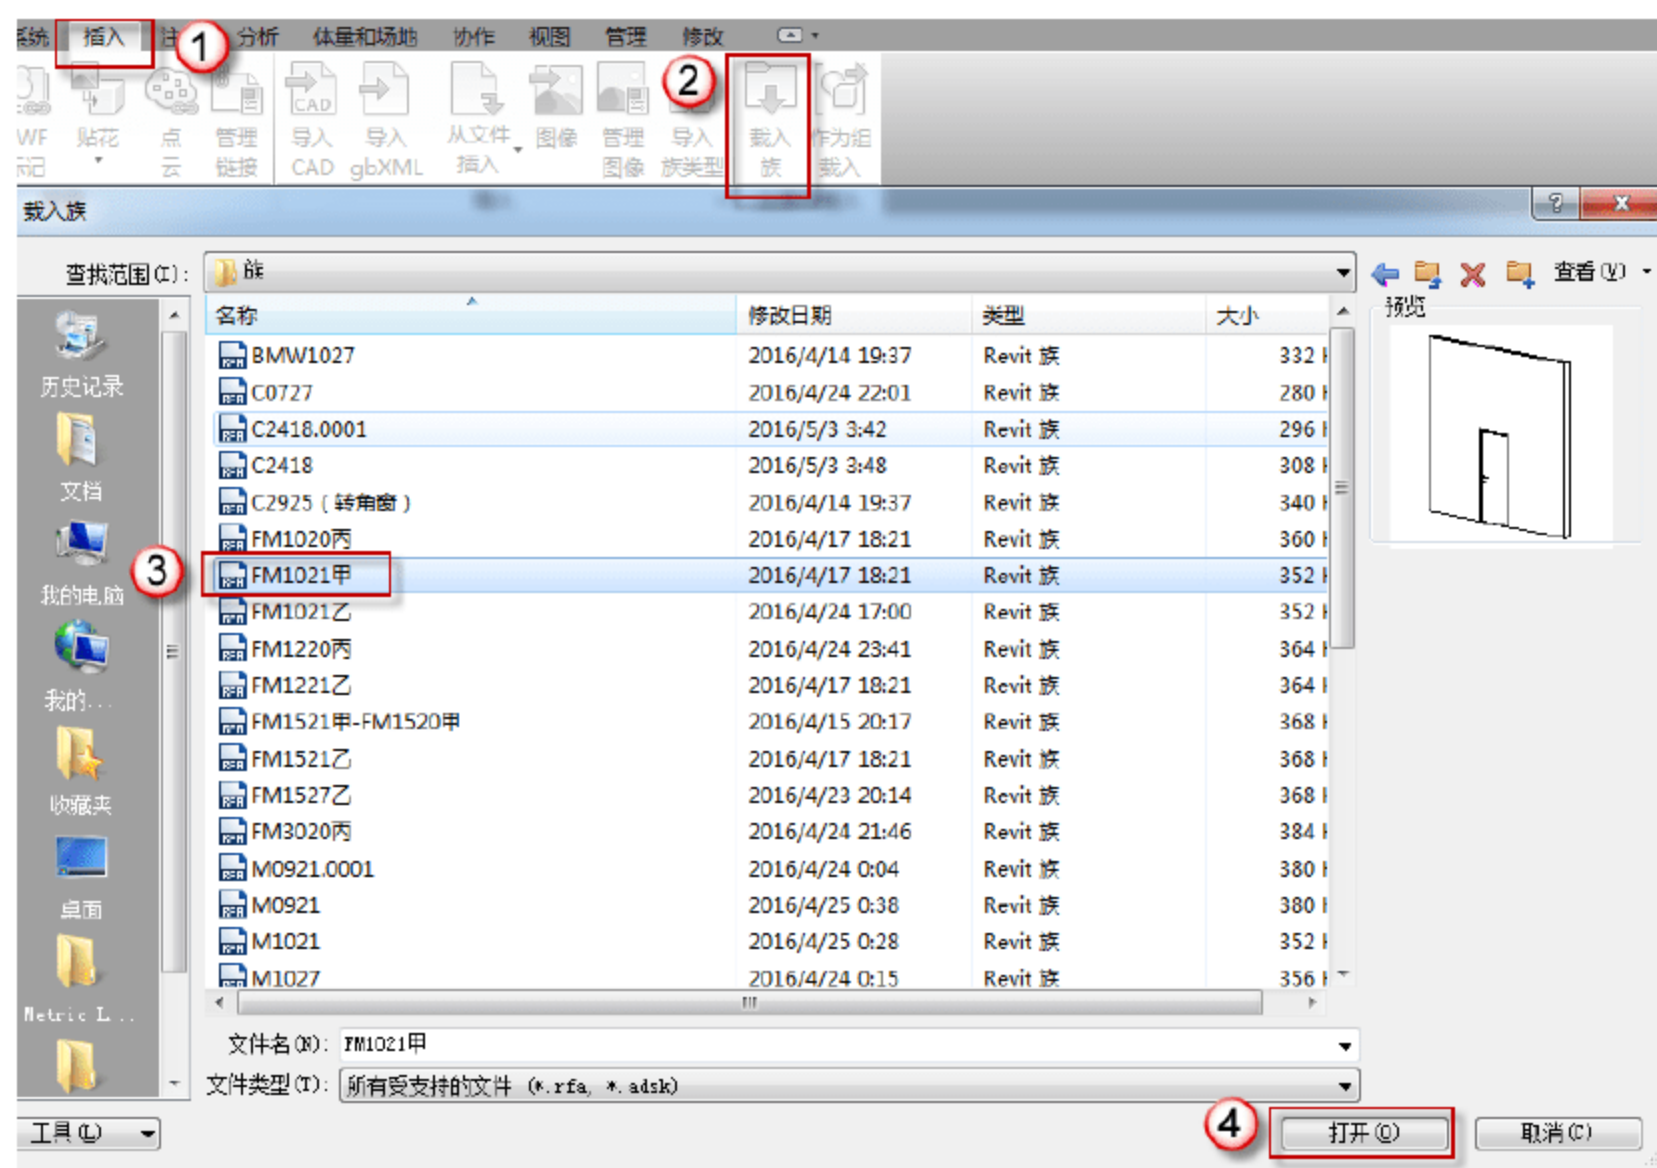 系统 插入 注 1 分析 体量和场地 协作 视图 管理 修改
2
WF 贴花 点 管理 导入 导入 从文件 图像 管理 导入 载入 作为组
标记 云 链接 CAD gbXML 插入 图像 族类型 族 载入
CAD
载入族
查找范围(I): 族 查看(V)
名称 修改日期 类型 大小 预览
BMW1027 2016/4/14 19:37 Revit 族 332 K
C0727 2016/4/24 22:01 Revit 族 280 K
C2418.0001 2016/5/3 3:42 Revit 族 296 K
C2418 2016/5/3 3:48 Revit 族 308 K
C2925（转角窗） 2016/4/14 19:37 Revit 族 340 K
FM1020丙 2016/4/17 18:21 Revit 族 360 K
3 FM1021甲 2016/4/17 18:21 Revit 族 352 K
FM1021乙 2016/4/24 17:00 Revit 族 352 K
FM1220丙 2016/4/24 23:41 Revit 族 364 K
FM1221乙 2016/4/17 18:21 Revit 族 364 K
FM1521甲-FM1520甲 2016/4/15 20:17 Revit 族 368 K
FM1521乙 2016/4/17 18:21 Revit 族 368 K
FM1527乙 2016/4/23 20:14 Revit 族 368 K
FM3020丙 2016/4/24 21:46 Revit 族 384 K
M0921.0001 2016/4/24 0:04 Revit 族 380 K
M0921 2016/4/25 0:38 Revit 族 380 K
M1021 2016/4/25 0:28 Revit 族 352 K
M1027 2016/4/24 0:15 Revit 族 356 K
历史记录
文档
我的电脑
我的...
收藏夹
桌面
Metric L...
文件名(N): FM1021甲
文件类型(T): 所有受支持的文件 (*.rfa, *.adsk)
工具(L) 4 打开(O) 取消(C)